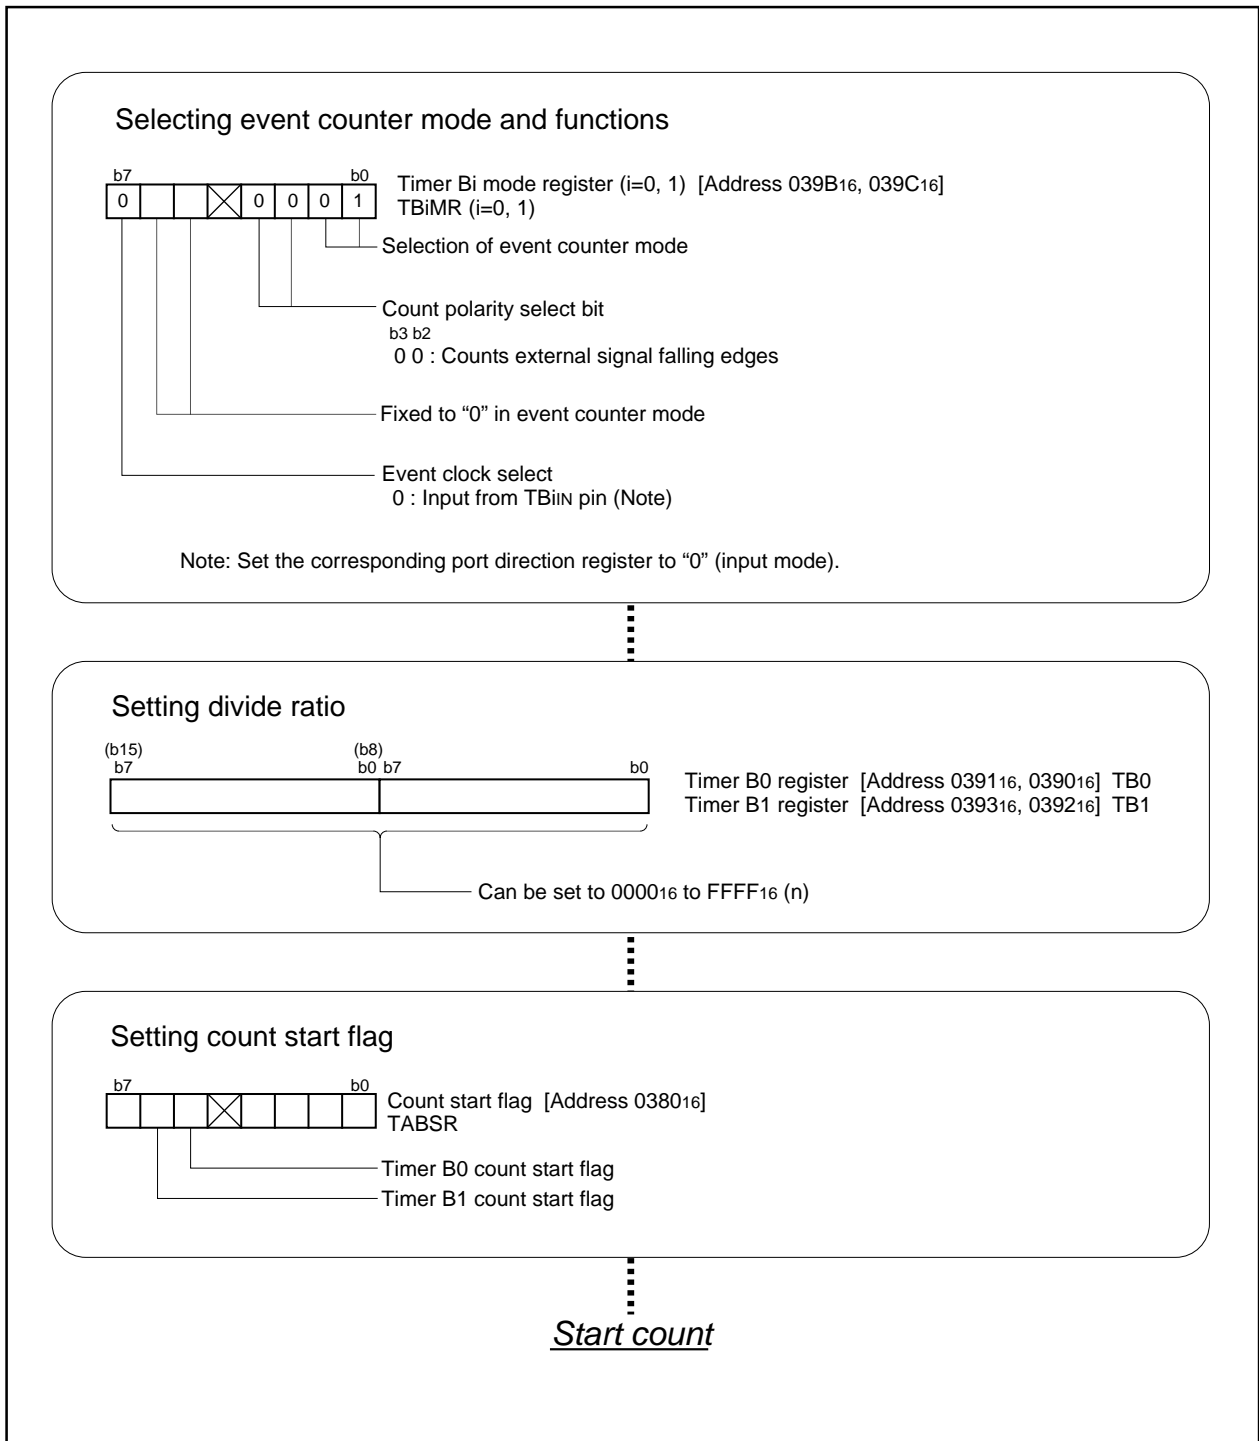 Selecting event counter mode and functions
b7 b0
0 0 0 0 1
Timer Bi mode register (i=0, 1) [Address 039B16, 039C16]
TBiMR (i=0, 1)
Selection of event counter mode
Count polarity select bit
b3 b2
0 0 : Counts external signal falling edges
Fixed to “0” in event counter mode
Event clock select
0 : Input from TBiIN pin (Note)
Note: Set the corresponding port direction register to “0” (input mode).
Setting divide ratio
(b15) (b8)
b7 b0 b7 b0
Timer B0 register [Address 039116, 039016] TB0
Timer B1 register [Address 039316, 039216] TB1
Can be set to 000016 to FFFF16 (n)
Setting count start flag
b7 b0
Count start flag [Address 038016]
TABSR
Timer B0 count start flag
Timer B1 count start flag
Start count